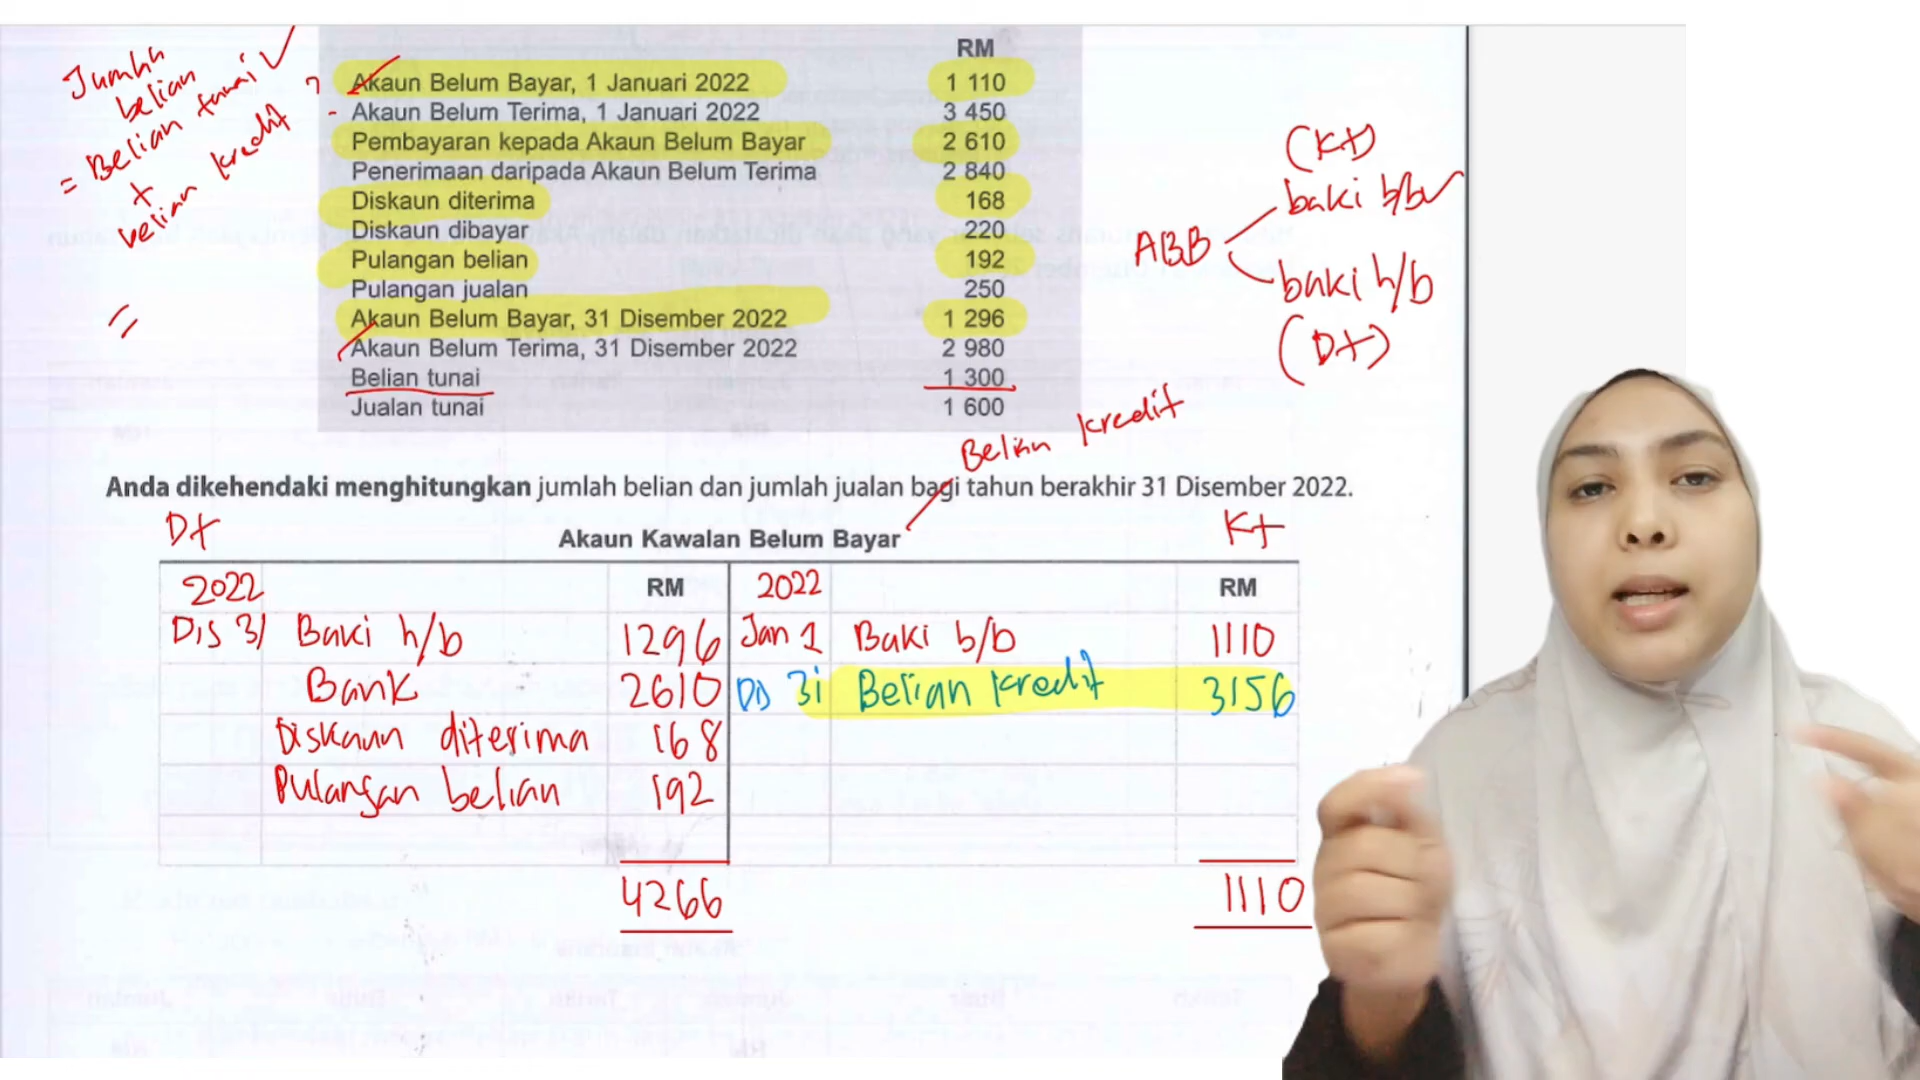 Jumlah
belian
= Belian tunai ✓
+
belian kredit ?
=
RM
Akaun Belum Bayar, 1 Januari 2022 1 110
Akaun Belum Terima, 1 Januari 2022 3 450
Pembayaran kepada Akaun Belum Bayar 2 610
Penerimaan daripada Akaun Belum Terima 2 840
Diskaun diterima 168
Diskaun dibayar 220
Pulangan belian 192
Pulangan jualan 250
Akaun Belum Bayar, 31 Disember 2022 1 296
Akaun Belum Terima, 31 Disember 2022 2 980
Belian tunai 1 300
Jualan tunai 1 600
(Kt)
baki b/b
ABB
baki h/b
(Dt)
Belian kredit
Anda dikehendaki menghitungkan jumlah belian dan jumlah jualan bagi tahun berakhir 31 Disember 2022.
Dt Kt
Akaun Kawalan Belum Bayar
2022 RM 2022 RM
Dis 31 Baki h/b 1296 Jan 1 Baki b/b 1110
Bank 2610 Dis 31 Belian kredit 3156
Diskaun diterima 168
Pulangan belian 192
4266 1110